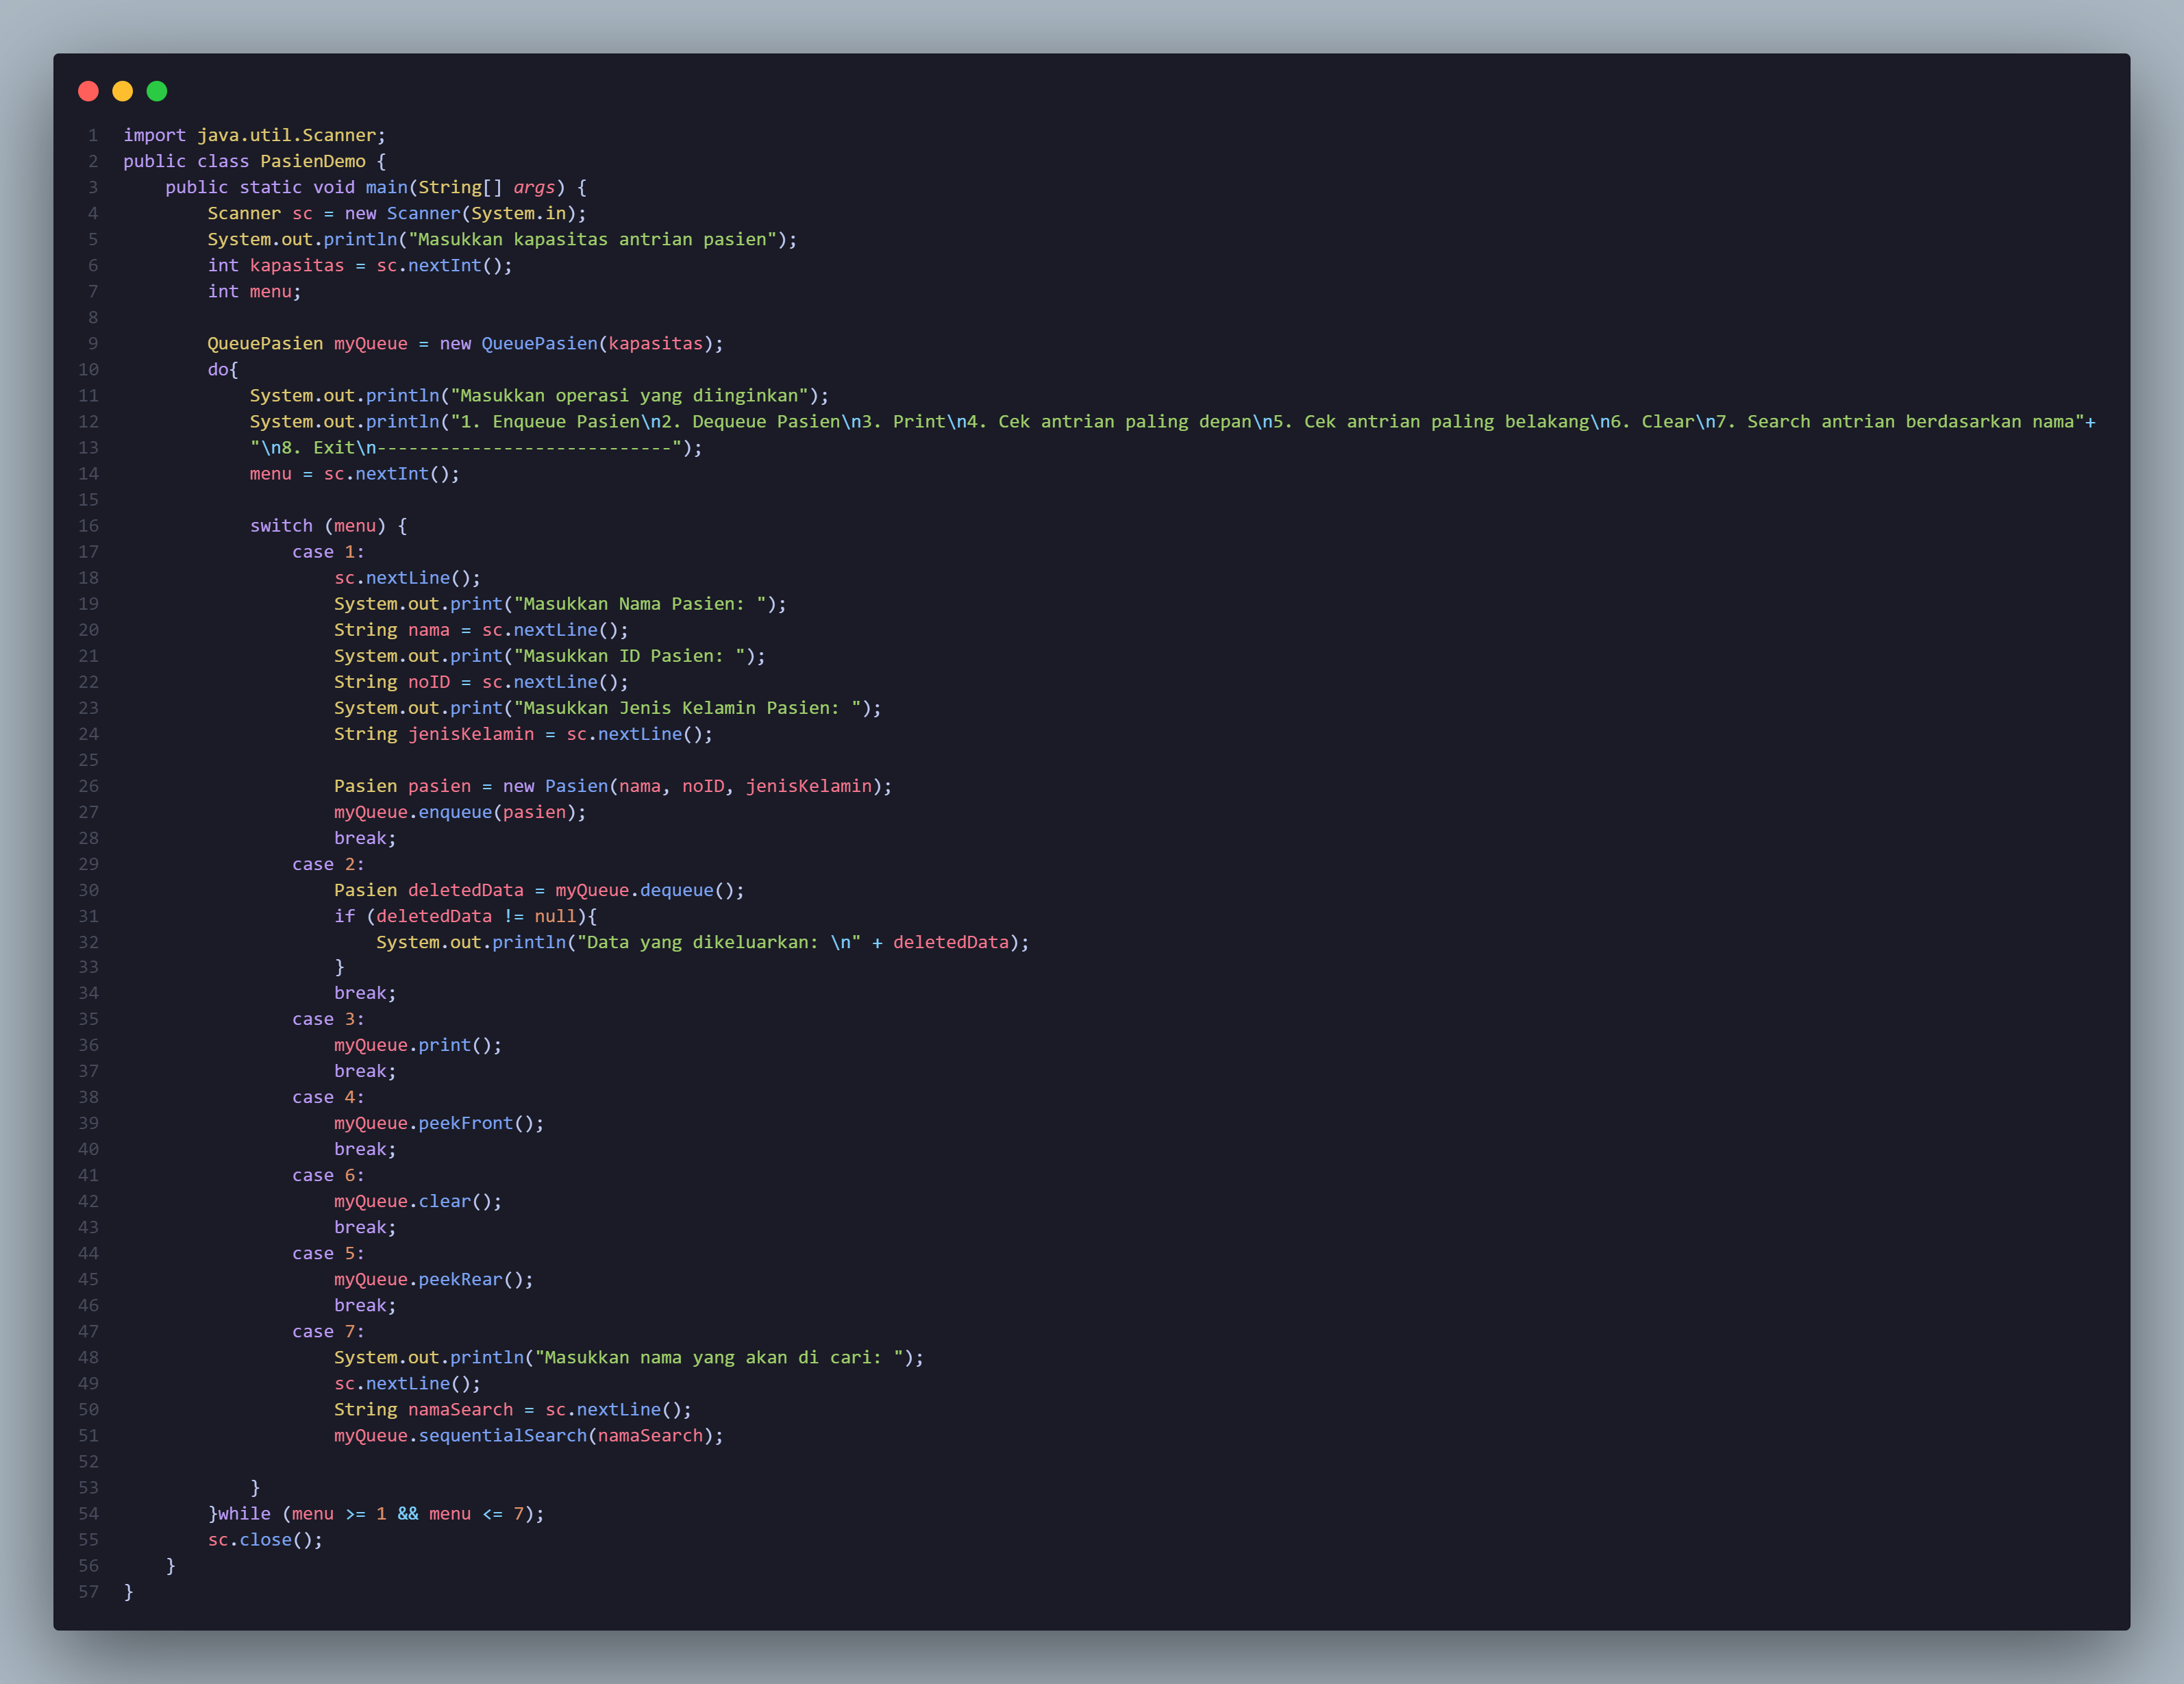 1 import java.util.Scanner;
2 public class PasienDemo {
3     public static void main(String[] args) {
4         Scanner sc = new Scanner(System.in);
5         System.out.println("Masukkan kapasitas antrian pasien");
6         int kapasitas = sc.nextInt();
7         int menu;
8
9         QueuePasien myQueue = new QueuePasien(kapasitas);
10         do{
11             System.out.println("Masukkan operasi yang diinginkan");
12             System.out.println("1. Enqueue Pasien\n2. Dequeue Pasien\n3. Print\n4. Cek antrian paling depan\n5. Cek antrian paling belakang\n6. Clear\n7. Search antrian berdasarkan nama"+
13             "\n8. Exit\n----------------------------");
14             menu = sc.nextInt();
15
16             switch (menu) {
17                 case 1:
18                     sc.nextLine();
19                     System.out.print("Masukkan Nama Pasien: ");
20                     String nama = sc.nextLine();
21                     System.out.print("Masukkan ID Pasien: ");
22                     String noID = sc.nextLine();
23                     System.out.print("Masukkan Jenis Kelamin Pasien: ");
24                     String jenisKelamin = sc.nextLine();
25
26                     Pasien pasien = new Pasien(nama, noID, jenisKelamin);
27                     myQueue.enqueue(pasien);
28                     break;
29                 case 2:
30                     Pasien deletedData = myQueue.dequeue();
31                     if (deletedData != null){
32                         System.out.println("Data yang dikeluarkan: \n" + deletedData);
33                     }
34                     break;
35                 case 3:
36                     myQueue.print();
37                     break;
38                 case 4:
39                     myQueue.peekFront();
40                     break;
41                 case 6:
42                     myQueue.clear();
43                     break;
44                 case 5:
45                     myQueue.peekRear();
46                     break;
47                 case 7:
48                     System.out.println("Masukkan nama yang akan di cari: ");
49                     sc.nextLine();
50                     String namaSearch = sc.nextLine();
51                     myQueue.sequentialSearch(namaSearch);
52
53             }
54         }while (menu >= 1 && menu <= 7);
55         sc.close();
56     }
57 }